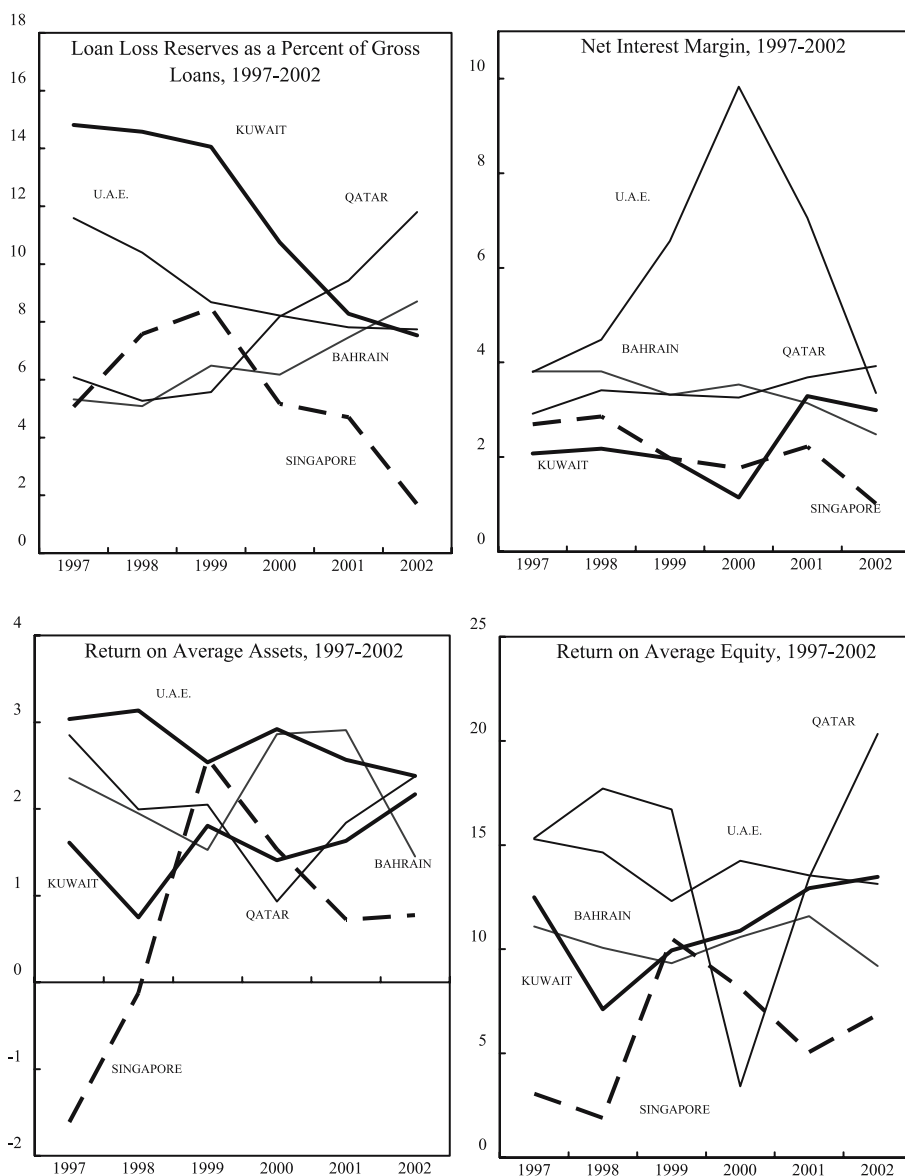 Loan Loss Reserves as a Percent of Gross
Loans, 1997-2002
18
16
14
12
10
8
6
4
2
0
KUWAIT
U.A.E.
QATAR
BAHRAIN
SINGAPORE
1997 1998 1999 2000 2001 2002
Net Interest Margin, 1997-2002
10
8
6
4
2
0
U.A.E.
BAHRAIN
QATAR
KUWAIT
SINGAPORE
1997 1998 1999 2000 2001 2002
Return on Average Assets, 1997-2002
4
3
2
1
0
-1
-2
U.A.E.
BAHRAIN
KUWAIT
QATAR
SINGAPORE
1997 1998 1999 2000 2001 2002
Return on Average Equity, 1997-2002
25
20
15
10
5
0
QATAR
U.A.E.
BAHRAIN
KUWAIT
SINGAPORE
1997 1998 1999 2000 2001 2002